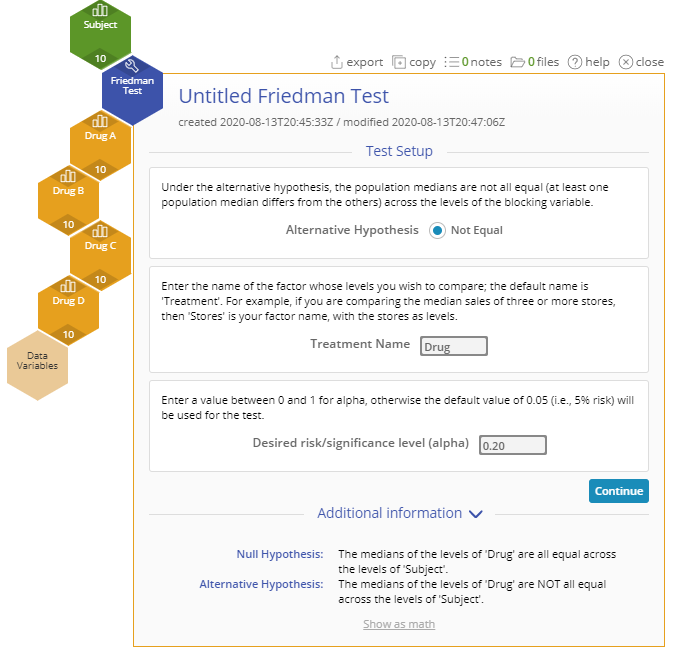 Subject
10
Friedman
Test
Drug A
10
Drug B
10
Drug C
10
Drug D
10
Data
Variables
export copy 0 notes 0 files ? help close
Untitled Friedman Test
created 2020-08-13T20:45:33Z / modified 2020-08-13T20:47:06Z
Test Setup
Under the alternative hypothesis, the population medians are not all equal (at least one
population median differs from the others) across the levels of the blocking variable.
Alternative Hypothesis Not Equal
Enter the name of the factor whose levels you wish to compare; the default name is
'Treatment'. For example, if you are comparing the median sales of three or more stores,
then 'Stores' is your factor name, with the stores as levels.
Treatment Name Drug
Enter a value between 0 and 1 for alpha, otherwise the default value of 0.05 (i.e., 5% risk) will
be used for the test.
Desired risk/significance level (alpha) 0.20
Continue
Additional information
Null Hypothesis: The medians of the levels of 'Drug' are all equal across
the levels of 'Subject'.
Alternative Hypothesis: The medians of the levels of 'Drug' are NOT all equal
across the levels of 'Subject'.
Show as math